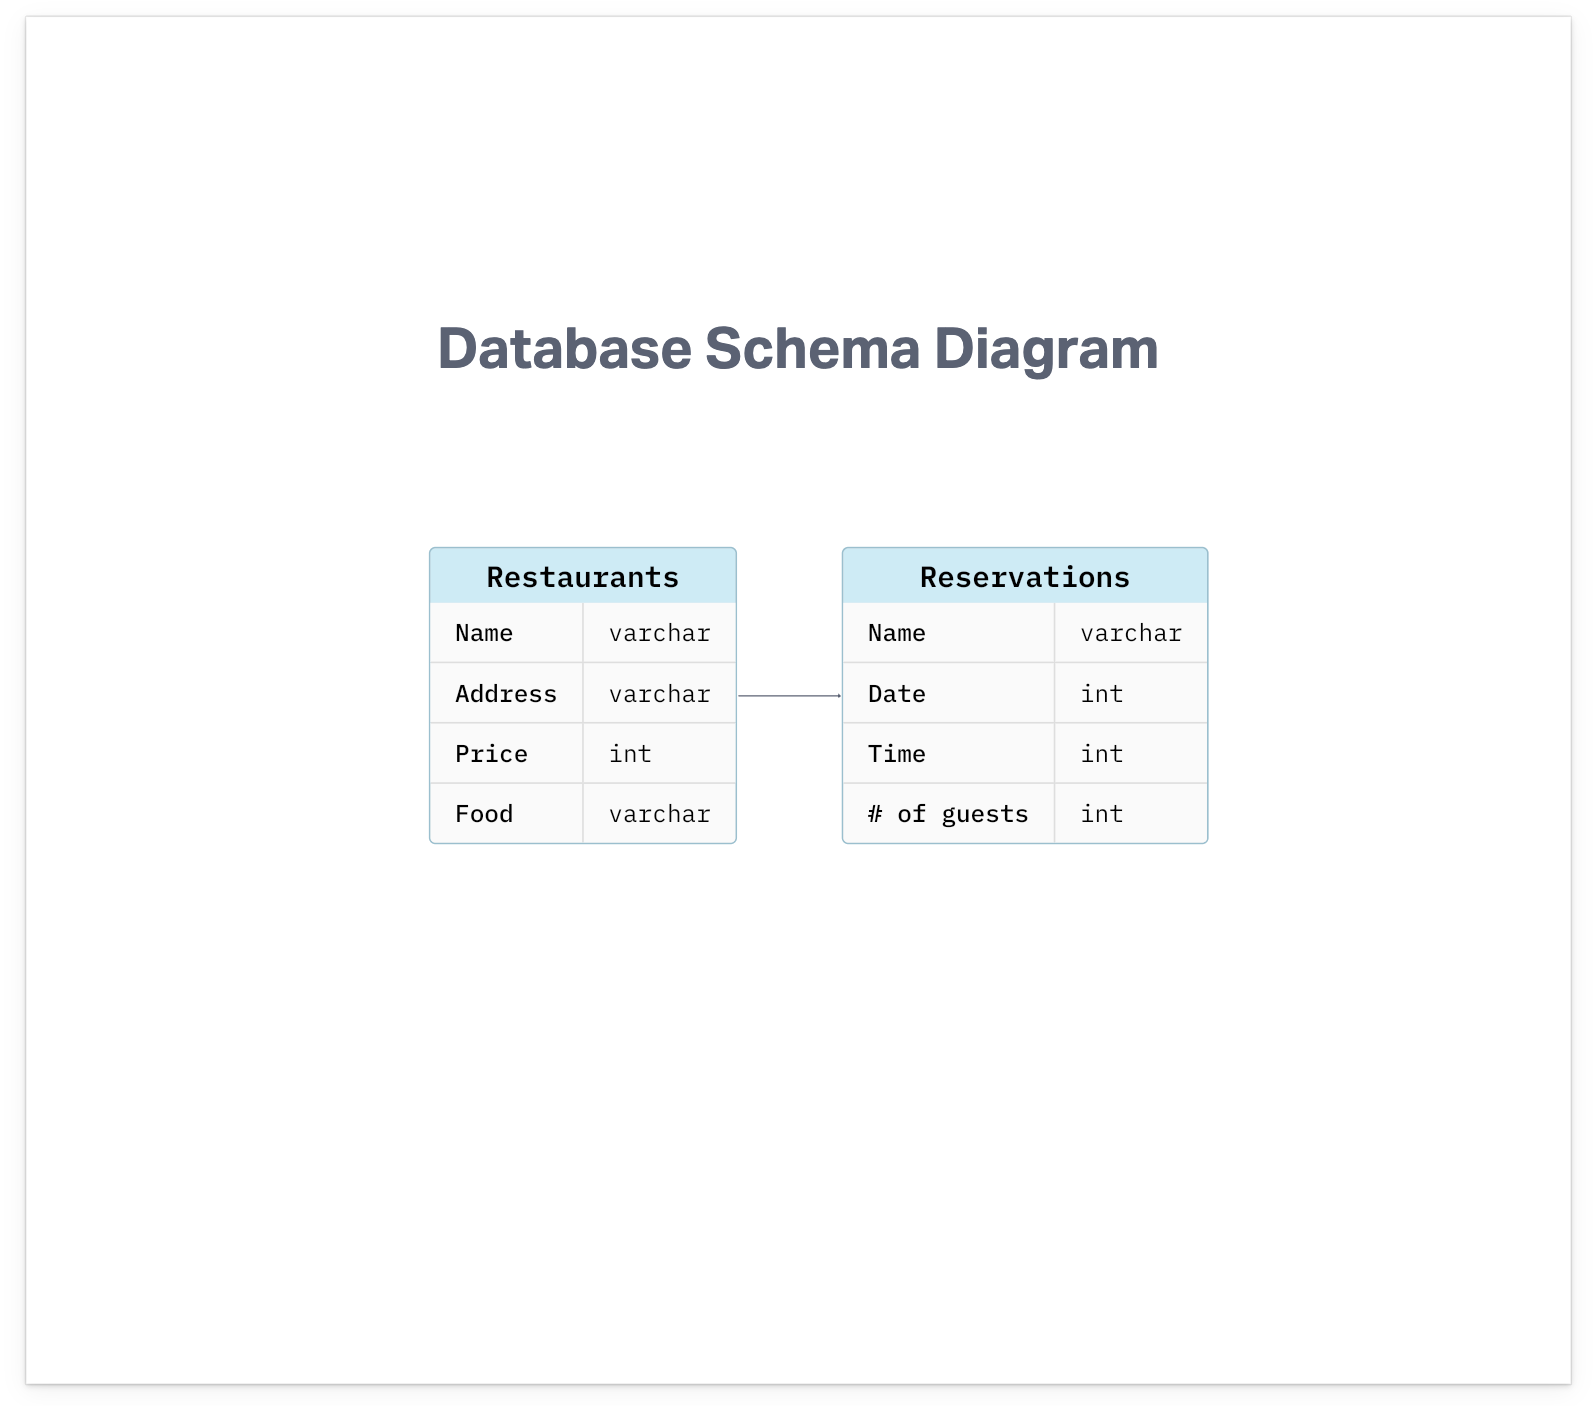 Database Schema Diagram
Restaurants
Name varchar
Address varchar
Price int
Food varchar
Reservations
Name varchar
Date int
Time int
# of guests int